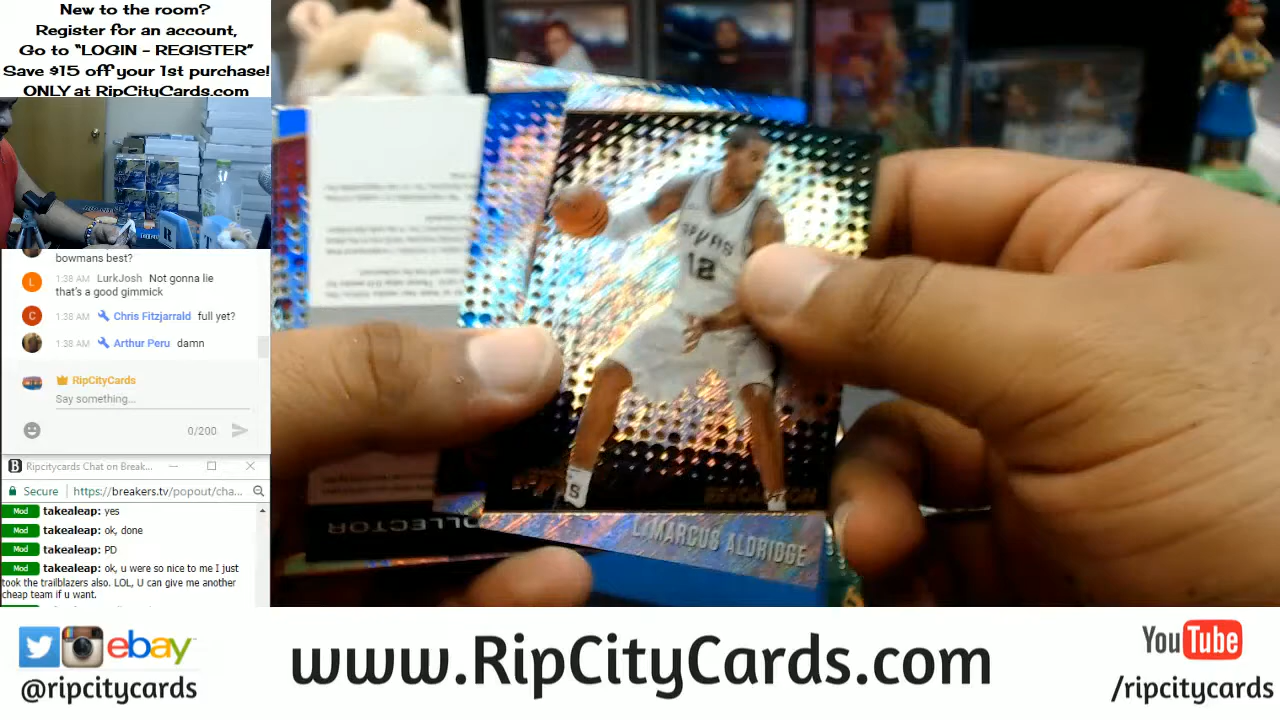 New to the room?
Register for an account,
Go to “LOGIN - REGISTER”
Save $15 off your 1st purchase!
ONLY at RipCityCards.com
bowmans best?
L 1:38 AM LurkJosh Not gonna lie
that's a good gimmick
C 1:38 AM Chris Fitzjarrald full yet?
1:38 AM Arthur Peru damn
RipCityCards
Say something...
0/200
Ripcitycards Chat on Break...
Secure https://breakers.tv/popout/cha...
Mod takealeap: yes
Mod takealeap: ok, done
Mod takealeap: PD
Mod takealeap: ok, u were so nice to me I just
took the trailblazers also. LOL, U can give me another
cheap team if u want.
SPURS
12
S
REVOLUTION
LAMARCUS ALDRIDGE
COLLECTOR
ebay
@ripcitycards
www.RipCityCards.com
YouTube
/ripcitycards